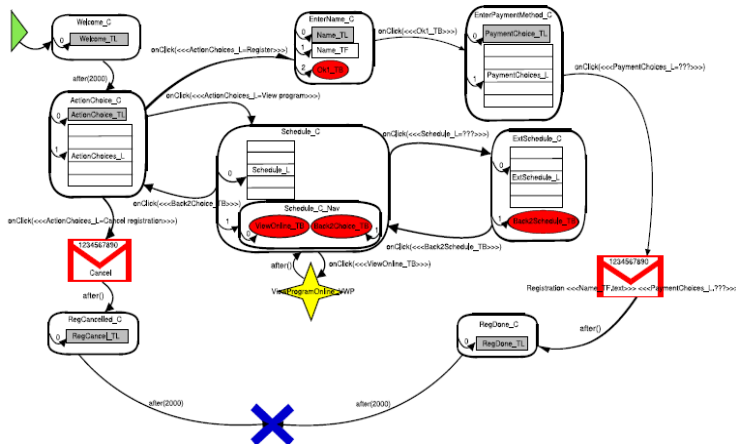 Welcome_C
0
Welcome_TL
after(2000)
onClick(<<<ActionChoices_L=Register>>>)
EnterName_C
0
Name_TL
1
Name_TF
2
Ok1_TB
onClick(<<<Ok1_TB>>>)
EnterPaymentMethod_C
0
PaymentChoice_TL
1
PaymentChoices_L
onClick(<<<PaymentChoices_L=???>>>)
ActionChoice_C
0
ActionChoice_TL
1
ActionChoices_L
onClick(<<<ActionChoices_L=View program>>>)
Schedule_C
0
Schedule_L
1
Schedule_C_Nav
ViewOnline_TB
0
Back2Choice_TB
1
onClick(<<<Schedule_L=???>>>)
ExtSchedule_C
0
ExtSchedule_L
1
Back2Schedule_TB
onClick(<<<Back2Choice_TB>>>)
onClick(<<<Back2Schedule_TB>>>)
onClick(<<<ActionChoices_L=Cancel registration>>>)
1234567890
Cancel
after()
onClick(<<<ViewOnline_TB>>>)
ViewProgramOnline_VWP
1234567890
Registration <<<Name_TF,text>>> <<<PaymentChoices_L,???>>>
after()
after()
RegCancelled_C
0
RegCancel_TL
RegDone_C
0
RegDone_TL
after(2000)
after(2000)